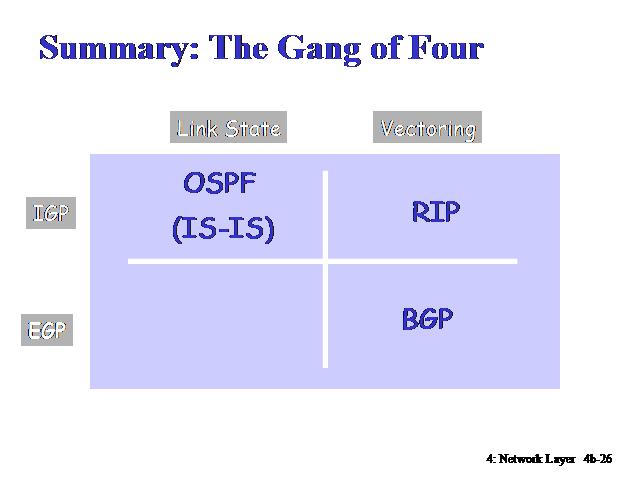 Summary: The Gang of Four
Link State
Vectoring
IGP
OSPF
(IS-IS)
RIP
EGP
BGP
4: Network Layer 4b-26